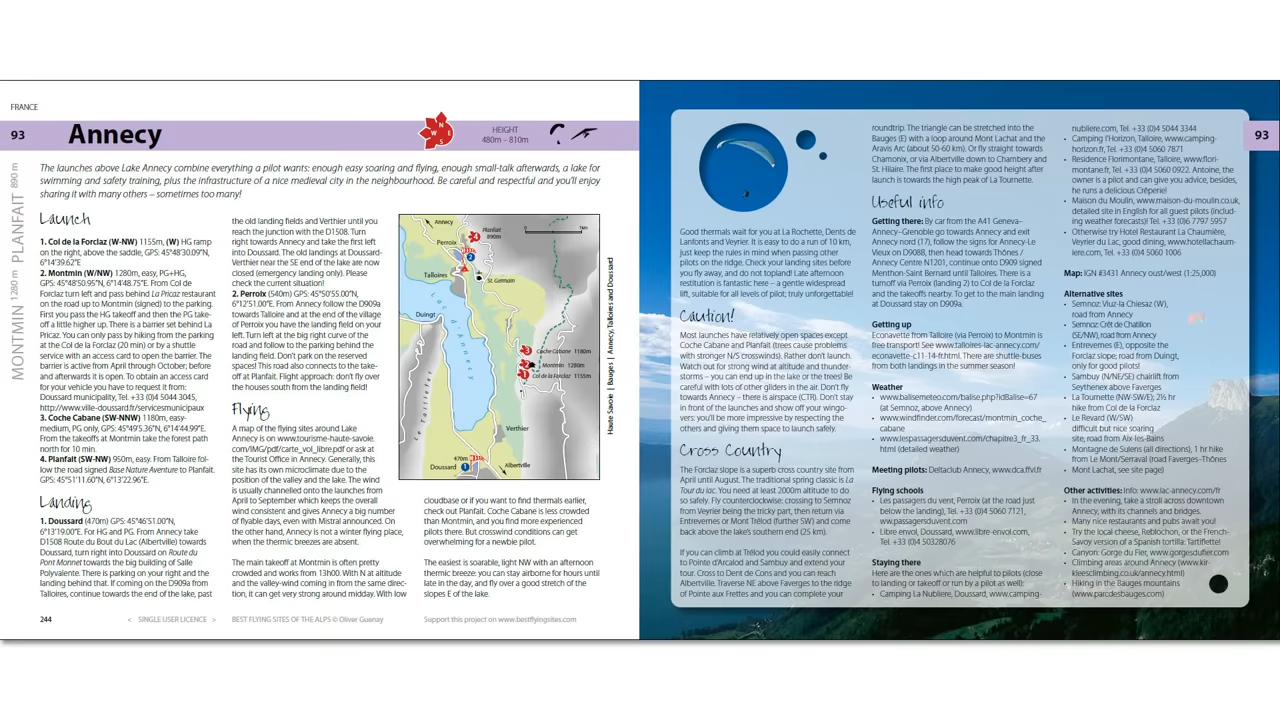 FRANCE
93
Annecy
N
W
E
S
HEIGHT
480m – 810m
MONTMIN 1280 m PLANFAIT 890 m
The launches above Lake Annecy combine everything a pilot wants: enough easy soaring and flying, enough small-talk afterwards, a lake for
swimming and safety training, plus the infrastructure of a nice medieval city in the neighbourhood. Be careful and respectful and you'll enjoy
sharing it with many others – sometimes too many!
Launch
1. Col de la Forclaz (W-NW) 1155m, (W) HG ramp
on the right, above the saddle, GPS: 45°48'30.09"N,
6°14'39.62"E
2. Montmin (W/NW) 1280m, easy, PG+HG,
GPS: 45°48'50.95"N, 6°14'48.75"E. From Col de
Forclaz turn left and pass behind La Pricaz restaurant
on the road up to Montmin (signed) to the parking.
First you pass the HG takeoff and then the PG take-
off a little higher up. There is a barrier set behind La
Pricaz. You can only pass by hiking from the parking
at the Col de la Forclaz (20 min) or by a shuttle
service with an access card to open the barrier. The
barrier is active from April through October; before
and afterwards it is open. To obtain an access card
for your vehicle you have to request it from:
Doussard municipality, Tel. +33 (0)4 5044 3045,
http://www.ville-doussard.fr/servicesmunicipaux
3. Coche Cabane (SW-NNW) 1180m, easy-
medium, PG only, GPS: 45°49'5.36"N, 6°14'44.99"E.
From the takeoffs at Montmin take the forest path
north for 10 min.
4. Planfait (SW-NW) 950m, easy. From Talloire fol-
low the road signed Base Nature Aventure to Planfait.
GPS: 45°51'11.60"N, 6°13'22.96"E.
Landing
1. Doussard (470m) GPS: 45°46'51.00"N,
6°13'19.00"E. For HG and PG. From Annecy take
D1508 Route du Bout du Lac (Albertville) towards
Doussard, turn right into Doussard on Route du
Pont Monnet towards the big building of Salle
Polyvalente. There is parking on your right and the
landing behind that. If coming on the D909a from
Talloires, continue towards the end of the lake, past
the old landing fields and Verthier until you
reach the junction with the D1508. Turn
right towards Annecy and take the first left
into Doussard. The old landings at Doussard-
Verthier near the SE end of the lake are now
closed (emergency landing only). Please
check the current situation!
2. Perroix (540m) GPS: 45°50'55.00"N,
6°12'51.00"E. From Annecy follow the D909a
towards Talloire and at the end of the village
of Perroix you have the landing field on your
left. Turn left at the big right curve of the
road and follow to the parking behind the
landing field. Don't park on the reserved
spaces! This road also connects to the take-
off at Planfait. Flight approach: don't fly over
the houses south from the landing field!
Flying
A map of the flying sites around Lake
Annecy is on www.tourisme-haute-savoie.
com/IMG/pdf/carte_vol_libre.pdf or ask at
the Tourist Office in Annecy. Generally, this
site has its own microclimate due to the
position of the valley and the lake. The wind
is usually channelled onto the launches from
April to September which keeps the overall
wind consistent and gives Annecy a big number
of flyable days, even with Mistral announced. On
the other hand, Annecy is not a winter flying place,
when the thermic breezes are absent.
The main takeoff at Montmin is often pretty
crowded and works from 13h00. With N at altitude
and the valley-wind coming in from the same direc-
tion, it can get very strong around midday. With low
Annecy
Planfait
890m
1km
4
Perroix
2
Talloires
St. Germain
Duingt
Lac d'Annecy
Le Taillefer
3
Coche Cabane 1180m
2
Montmin 1280m
1
Col de la Forclaz 1155m
Verthier
470m
Doussard
1
Albertville
Haute Savoie | Bauges | Annecy, Talloires and Doussard
cloudbase or if you want to find thermals earlier,
check out Planfait. Coche Cabane is less crowded
than Montmin, and you find more experienced
pilots there. But crosswind conditions can get
overwhelming for a newbie pilot.
The easiest is soarable, light NW with an afternoon
thermic breeze: you can stay airborne for hours until
late in the day, and fly over a good stretch of the
slopes E of the lake.
244
< SINGLE USER LICENCE >
BEST FLYING SITES OF THE ALPS © Oliver Guenay
Support this project on www.bestflyingsites.com
93
Good thermals wait for you at La Rochette, Dents de
Lanfonts and Veyrier. It is easy to do a run of 10 km,
just keep the rules in mind when passing other
pilots on the ridge. Check your landing sites before
you fly away, and do not topland! Late afternoon
restitution is fantastic here – a gentle widespread
lift, suitable for all levels of pilot; truly unforgettable!
Caution!
Most launches have relatively open spaces except
Coche Cabane and Planfait (trees cause problems
with stronger N/S crosswinds). Rather don't launch.
Watch out for strong wind at altitude and thunder-
storms – you can end up in the lake or the trees! Be
careful with lots of other gliders in the air. Don't fly
towards Annecy – there is airspace (CTR). Don't stay
in front of the launches and show off your wingo-
vers: you'll be more impressive by respecting the
others and giving them space to launch safely.
Cross Country
The Forclaz slope is a superb cross country site from
April until August. The traditional spring classic is La
Tour du lac. You need at least 2000m altitude to do
so safely. Fly counterclockwise: crossing to Semnoz
from Veyrier being the tricky part, then return via
Entrevernes or Mont Trélod (further SW) and come
back above the lake's southern end (25 km).
If you can climb at Trélod you could easily connect
to Pointe d'Arcalod and Sambuy and extend your
tour. Cross to Dent de Cons and you can reach
Albertville. Traverse NE above Faverges to the ridge
of Pointe aux Frettes and you can complete your
roundtrip. The triangle can be stretched into the
Bauges (E) with a loop around Mont Lachat and the
Aravis Arc (about 50-60 km). Or fly straight towards
Chamonix, or via Albertville down to Chambery and
St. Hilaire. The first place to make good height after
launch is towards the high peak of La Tournette.
Useful info
Getting there: By car from the A41 Geneva–
Annecy–Grenoble go towards Annecy and exit
Annecy nord (17), follow the signs for Annecy-Le
Vieux on D908B, then head towards Thônes /
Annecy Centre N1201, continue onto D909 signed
Menthon-Saint Bernard until Talloires. There is a
turnoff via Perroix (landing 2) to Col de la Forclaz
and the takeoffs nearby. To get to the main landing
at Doussard stay on D909a.
Getting up
Econavette from Talloire (via Perroix) to Montmin is
free transport! See www.talloires-lac-annecy.com/
econavette-c11-14-fr.html. There are shuttle-buses
from both landings in the summer season!
Weather
• www.balisemeteo.com/balise.php?idBalise=67
(at Semnoz, above Annecy)
• www.windfinder.com/forecast/montmin_coche_
cabane
• www.lespassagersduvent.com/chapitre3_fr_33.
html (detailed weather)
Meeting pilots: Deltaclub Annecy, www.dca.ffvl.fr
Flying schools
• Les passagers du vent, Perroix (at the road just
below the landing), Tel. +33 (0)4 5060 7121,
ww.passagersduvent.com
• Libre envol, Doussard, www.libre-envol.com,
Tel. +33 (0)4 50328076
Staying there
Here are the ones which are helpful to pilots (close
to landing or takeoff or run by a pilot as well):
• Camping La Nubliere, Doussard, www.camping-
nubliere.com, Tel. +33 (0)4 5044 3344
• Camping l'Horizon, Talloire, www.camping-
horizon.fr, Tel. +33 (0)4 5060 7871
• Residence Florimontane, Talloire, www.flori-
montane.fr, Tel. +33 (0)4 5060 0922. Antoine, the
owner is a pilot and can give you advice, besides,
he runs a delicous Crêperie!
• Maison du Moulin, www.maison-du-moulin.co.uk,
detailed site in English for all guest pilots (includ-
ing weather forecasts)! Tel. +33 (0)6 7797 5957
• Otherwise try Hotel Restaurant La Chaumière,
Veyrier du Lac, good dining, www.hotellachaum-
iere.com, Tel. +33 (0)4 5060 1006
Map: IGN #3431 Annecy oust/west (1:25,000)
Alternative sites
• Semnoz: Viuz-la Chiesaz (W),
road from Annecy
• Semnoz: Crêt de Chatillon
(SE/NW), road from Annecy
• Entrevernes (E), opposite the
Forclaz slope; road from Duingt,
only for good pilots!
• Sambuy (N/NE/SE) chairlift from
Seythenex above Faverges
• La Tournette (NW-SW/E); 2½ hr
hike from Col de la Forclaz
• Le Revard (W/SW)
difficult but nice soaring
site, road from Aix-les-Bains
• Montagne de Sulens (all directions), 1 hr hike
from Le Mont/Serraval (road Faverges–Thônes
• Mont Lachat, see site page)
Other activities: Info: www.lac-annecy.com/fr
• In the evening, take a stroll across downtown
Annecy, with its channels and bridges.
• Many nice restaurants and pubs await you!
• Try the local cheese, Reblochon, or the French-
Savoy version of a Spanish tortilla: Tartiflette!
• Canyon: Gorge du Fier, www.gorgesdufier.com
• Climbing areas around Annecy (www.kir-
kleesclimbing.co.uk/annecy.html)
• Hiking in the Bauges mountains
(www.parcdesbauges.com)